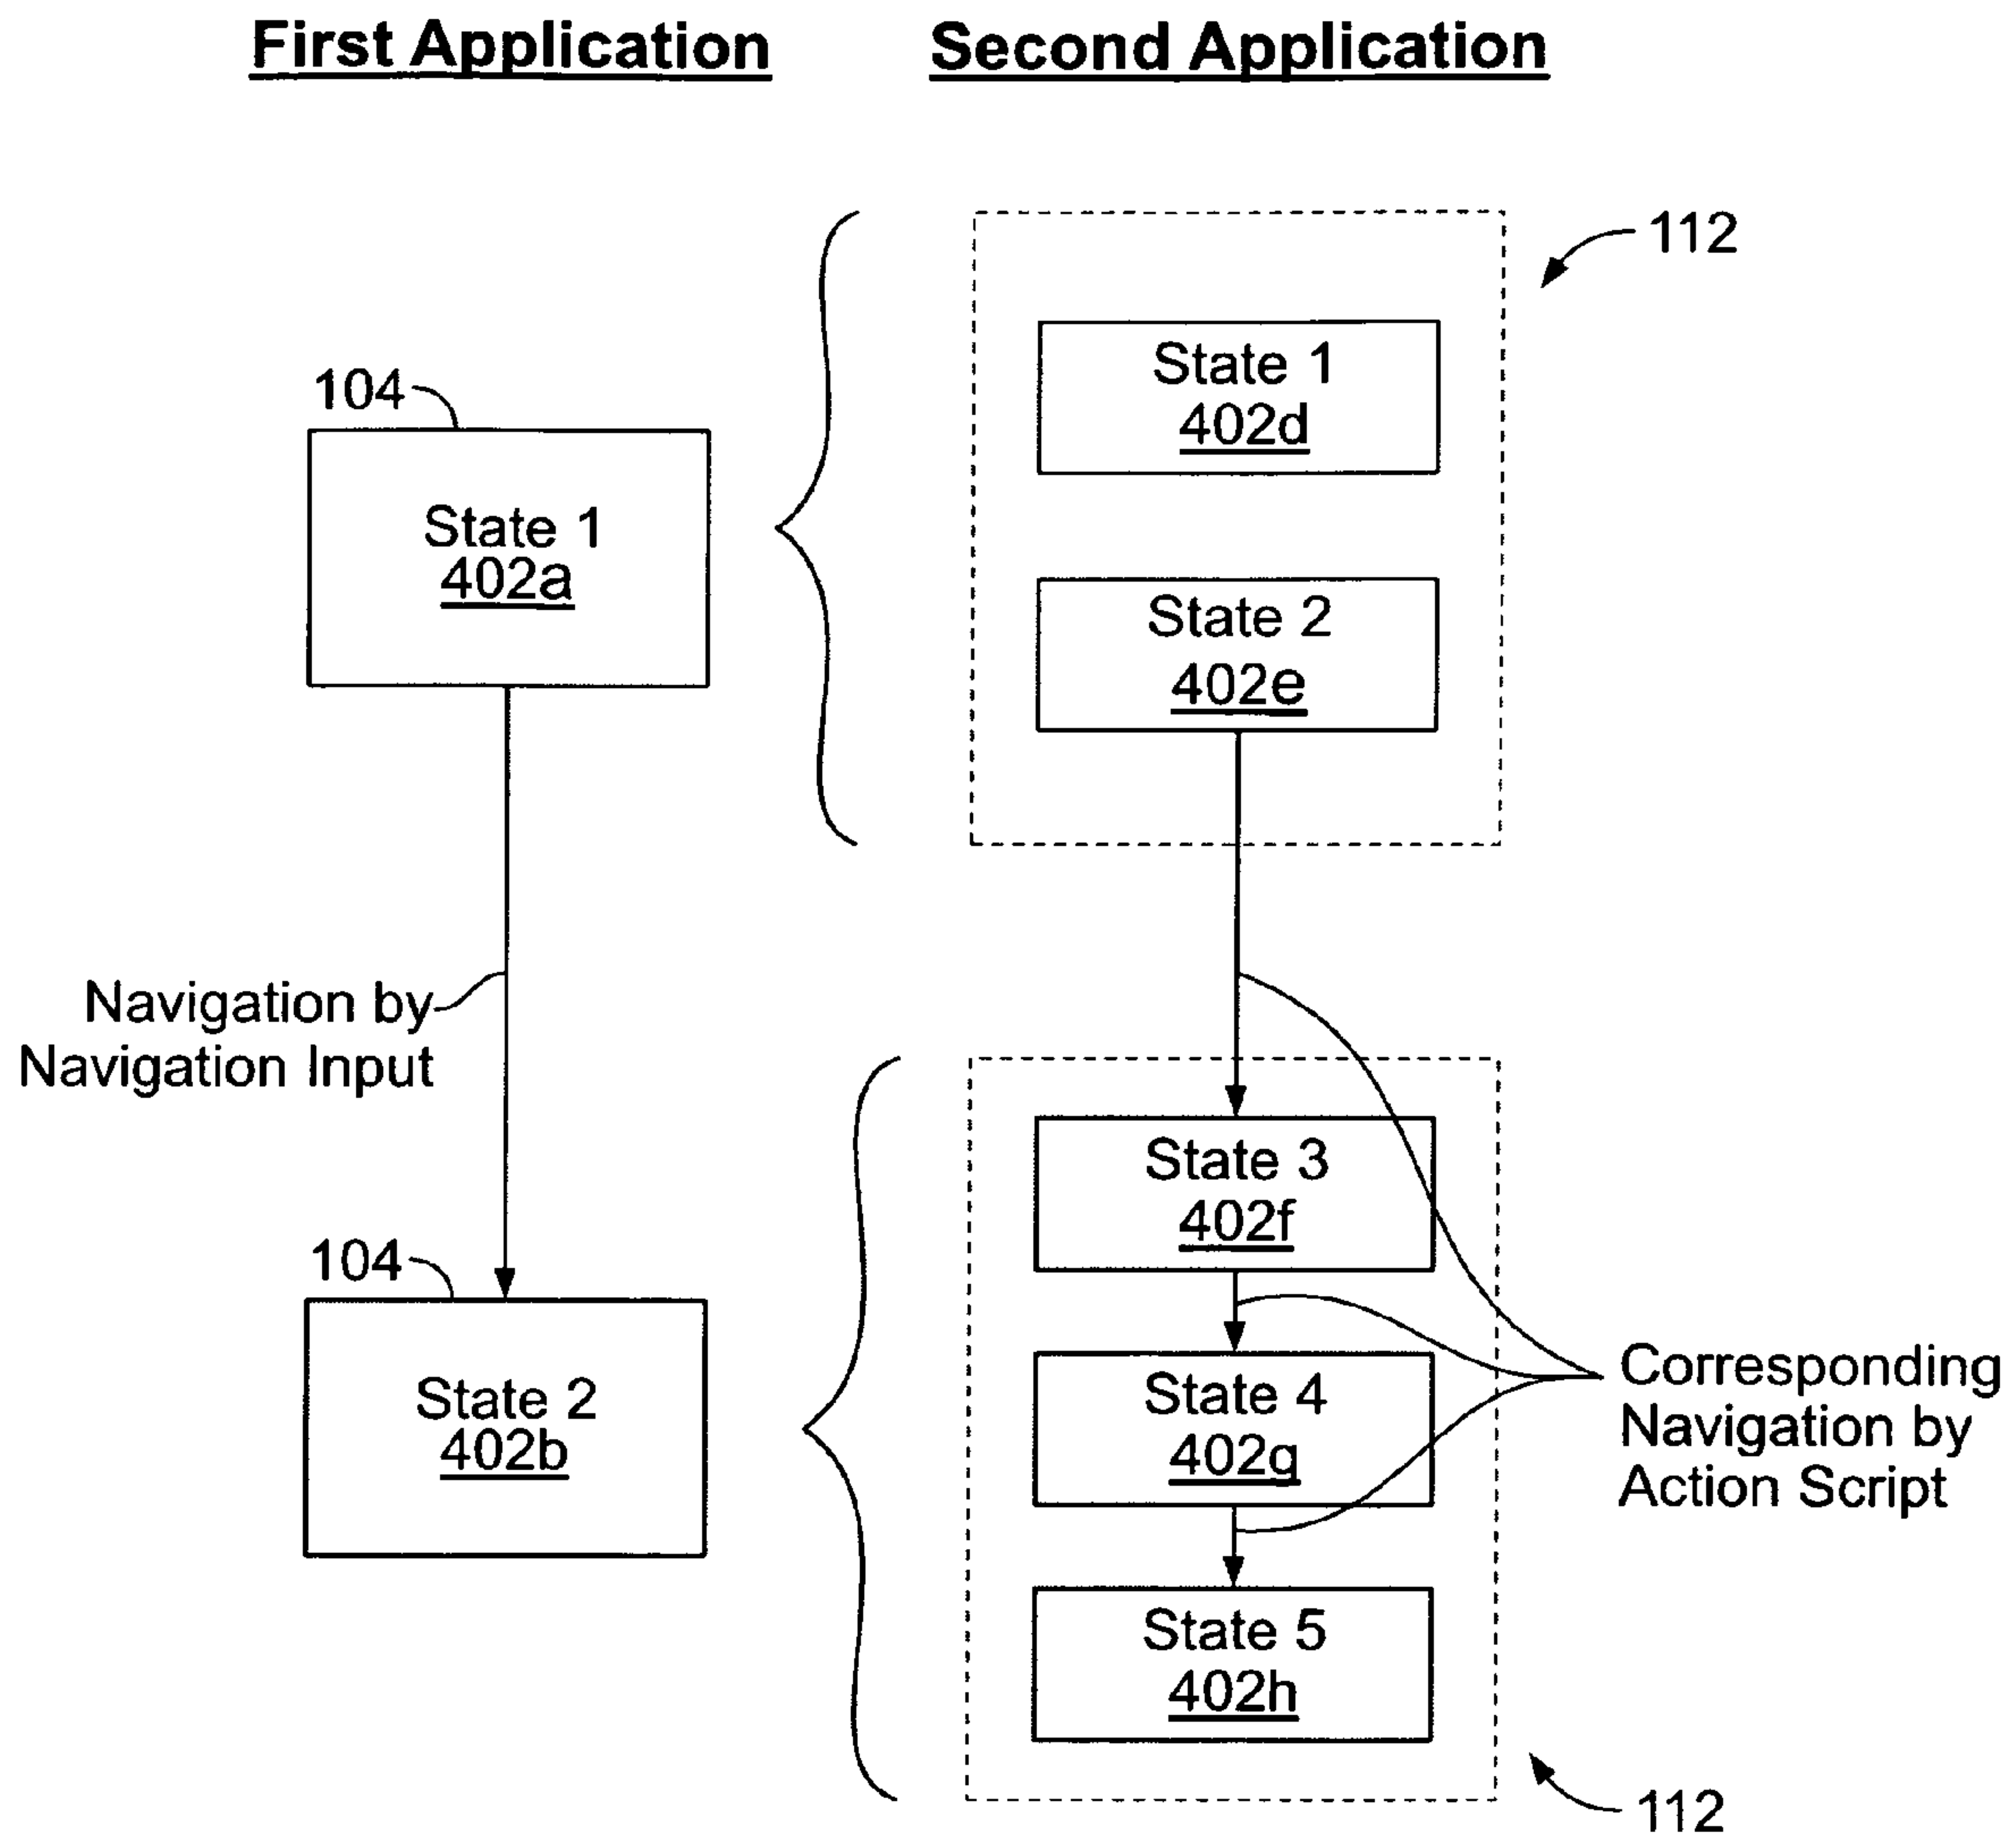 First Application
Second Application
112
State 1
402d
104
State 1
402a
State 2
402e
Navigation by
Navigation Input
State 3
402f
104
State 2
402b
State 4
402g
Corresponding
Navigation by
Action Script
State 5
402h
112